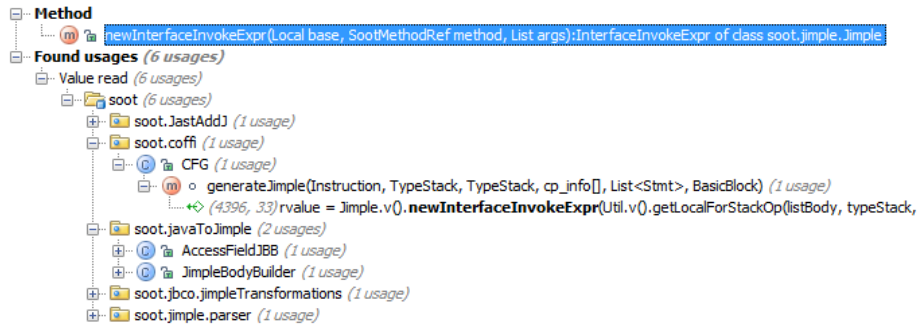 Method
m newInterfaceInvokeExpr(Local base, SootMethodRef method, List args):InterfaceInvokeExpr of class soot.jimple.Jimple
Found usages (6 usages)
Value read (6 usages)
soot (6 usages)
soot.JastAddJ (1 usage)
soot.coffi (1 usage)
C CFG (1 usage)
m generateJimple(Instruction, TypeStack, TypeStack, cp_info[], List<Stmt>, BasicBlock) (1 usage)
(4396, 33) rvalue = Jimple.v().newInterfaceInvokeExpr(Util.v().getLocalForStackOp(listBody, typeStack,
soot.javaToJimple (2 usages)
C AccessFieldJBB (1 usage)
C JimpleBodyBuilder (1 usage)
soot.jbco.jimpleTransformations (1 usage)
soot.jimple.parser (1 usage)